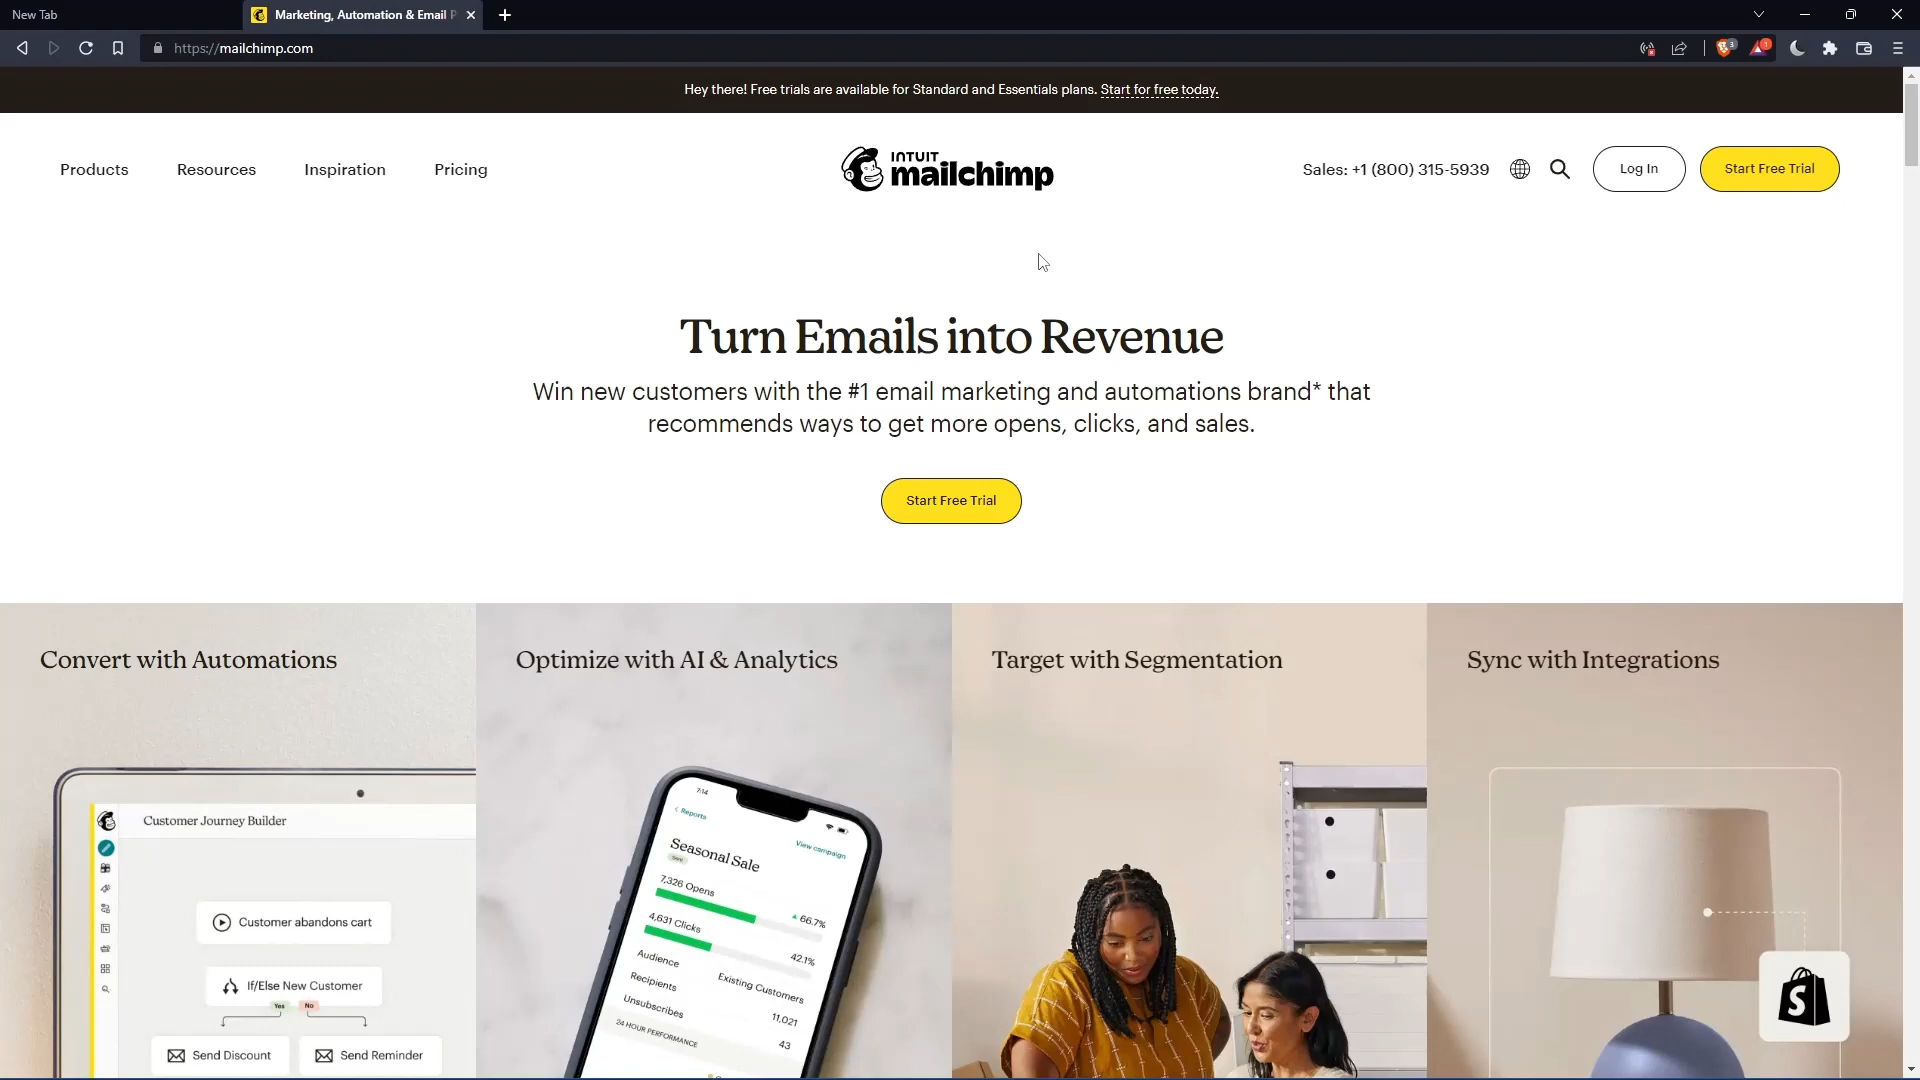 New Tab
Marketing, Automation & Email P
https://mailchimp.com
3
1
Hey there! Free trials are available for Standard and Essentials plans. Start for free today.
Products
Resources
Inspiration
Pricing
INTUIT
mailchimp
Sales: +1 (800) 315-5939
Log In
Start Free Trial
Turn Emails into Revenue
Win new customers with the #1 email marketing and automations brand* that
recommends ways to get more opens, clicks, and sales.
Start Free Trial
Convert with Automations
Optimize with AI & Analytics
Target with Segmentation
Sync with Integrations
Customer Journey Builder
Customer abandons cart
If/Else New Customer
Yes
No
Send Discount
Send Reminder
7:14
Reports
View campaign
Seasonal Sale
Sent
7,326 Opens
66.7%
4,631 Clicks
42.1%
Audience
Existing Customers
Recipients
11,021
Unsubscribes
43
24 HOUR PERFORMANCE